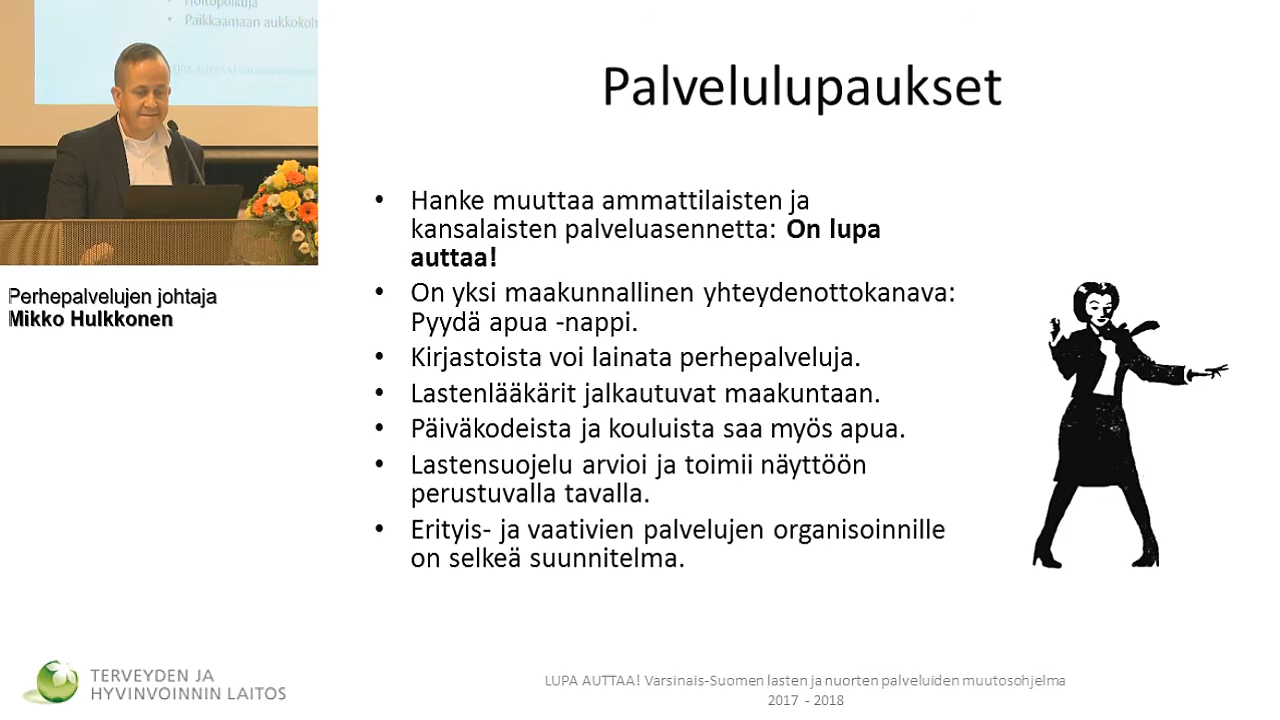 Paikkaamaan
Palvelulupaukset
• Hanke muuttaa ammattilaisten ja
kansalaisten palveluasennetta: On lupa
auttaa!
• On yksi maakunnallinen yhteydenottokanava:
Pyydä apua -nappi.
• Kirjastoista voi lainata perhepalveluja.
• Lastenlääkärit jalkautuvat maakuntaan.
• Päiväkodeista ja kouluista saa myös apua.
• Lastensuojelu arvioi ja toimii näyttöön
perustuvalla tavalla.
• Erityis- ja vaativien palvelujen organisoinnille
on selkeä suunnitelma.
Perhepalvelujen johtaja
Mikko Hulkkonen
TERVEYDEN JA
HYVINVOINNIN LAITOS
LUPA AUTTAA! Varsinais-Suomen lasten ja nuorten palveluiden muutosohjelma
2017 - 2018